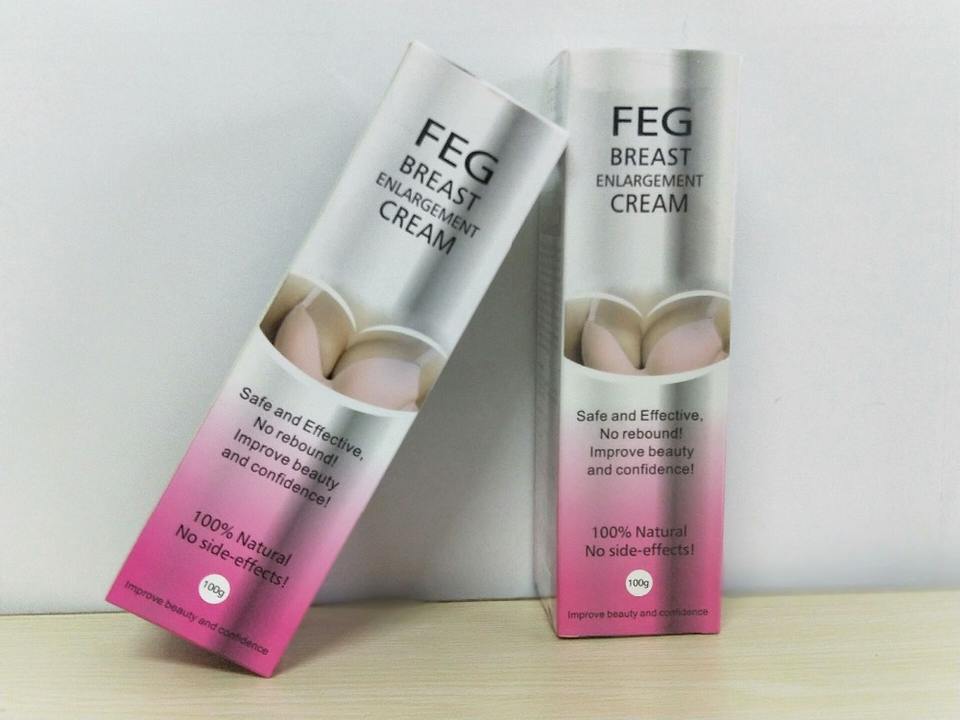 FEG
BREAST
ENLARGEMENT
CREAM
Safe and Effective,
No rebound!
Improve beauty
and confidence!
100% Natural
No side-effects!
100g
Improve beauty and confidence
FEG
BREAST
ENLARGEMENT
CREAM
Safe and Effective,
No rebound!
Improve beauty
and confidence!
100% Natural
No side-effects!
100g
Improve beauty and confidence